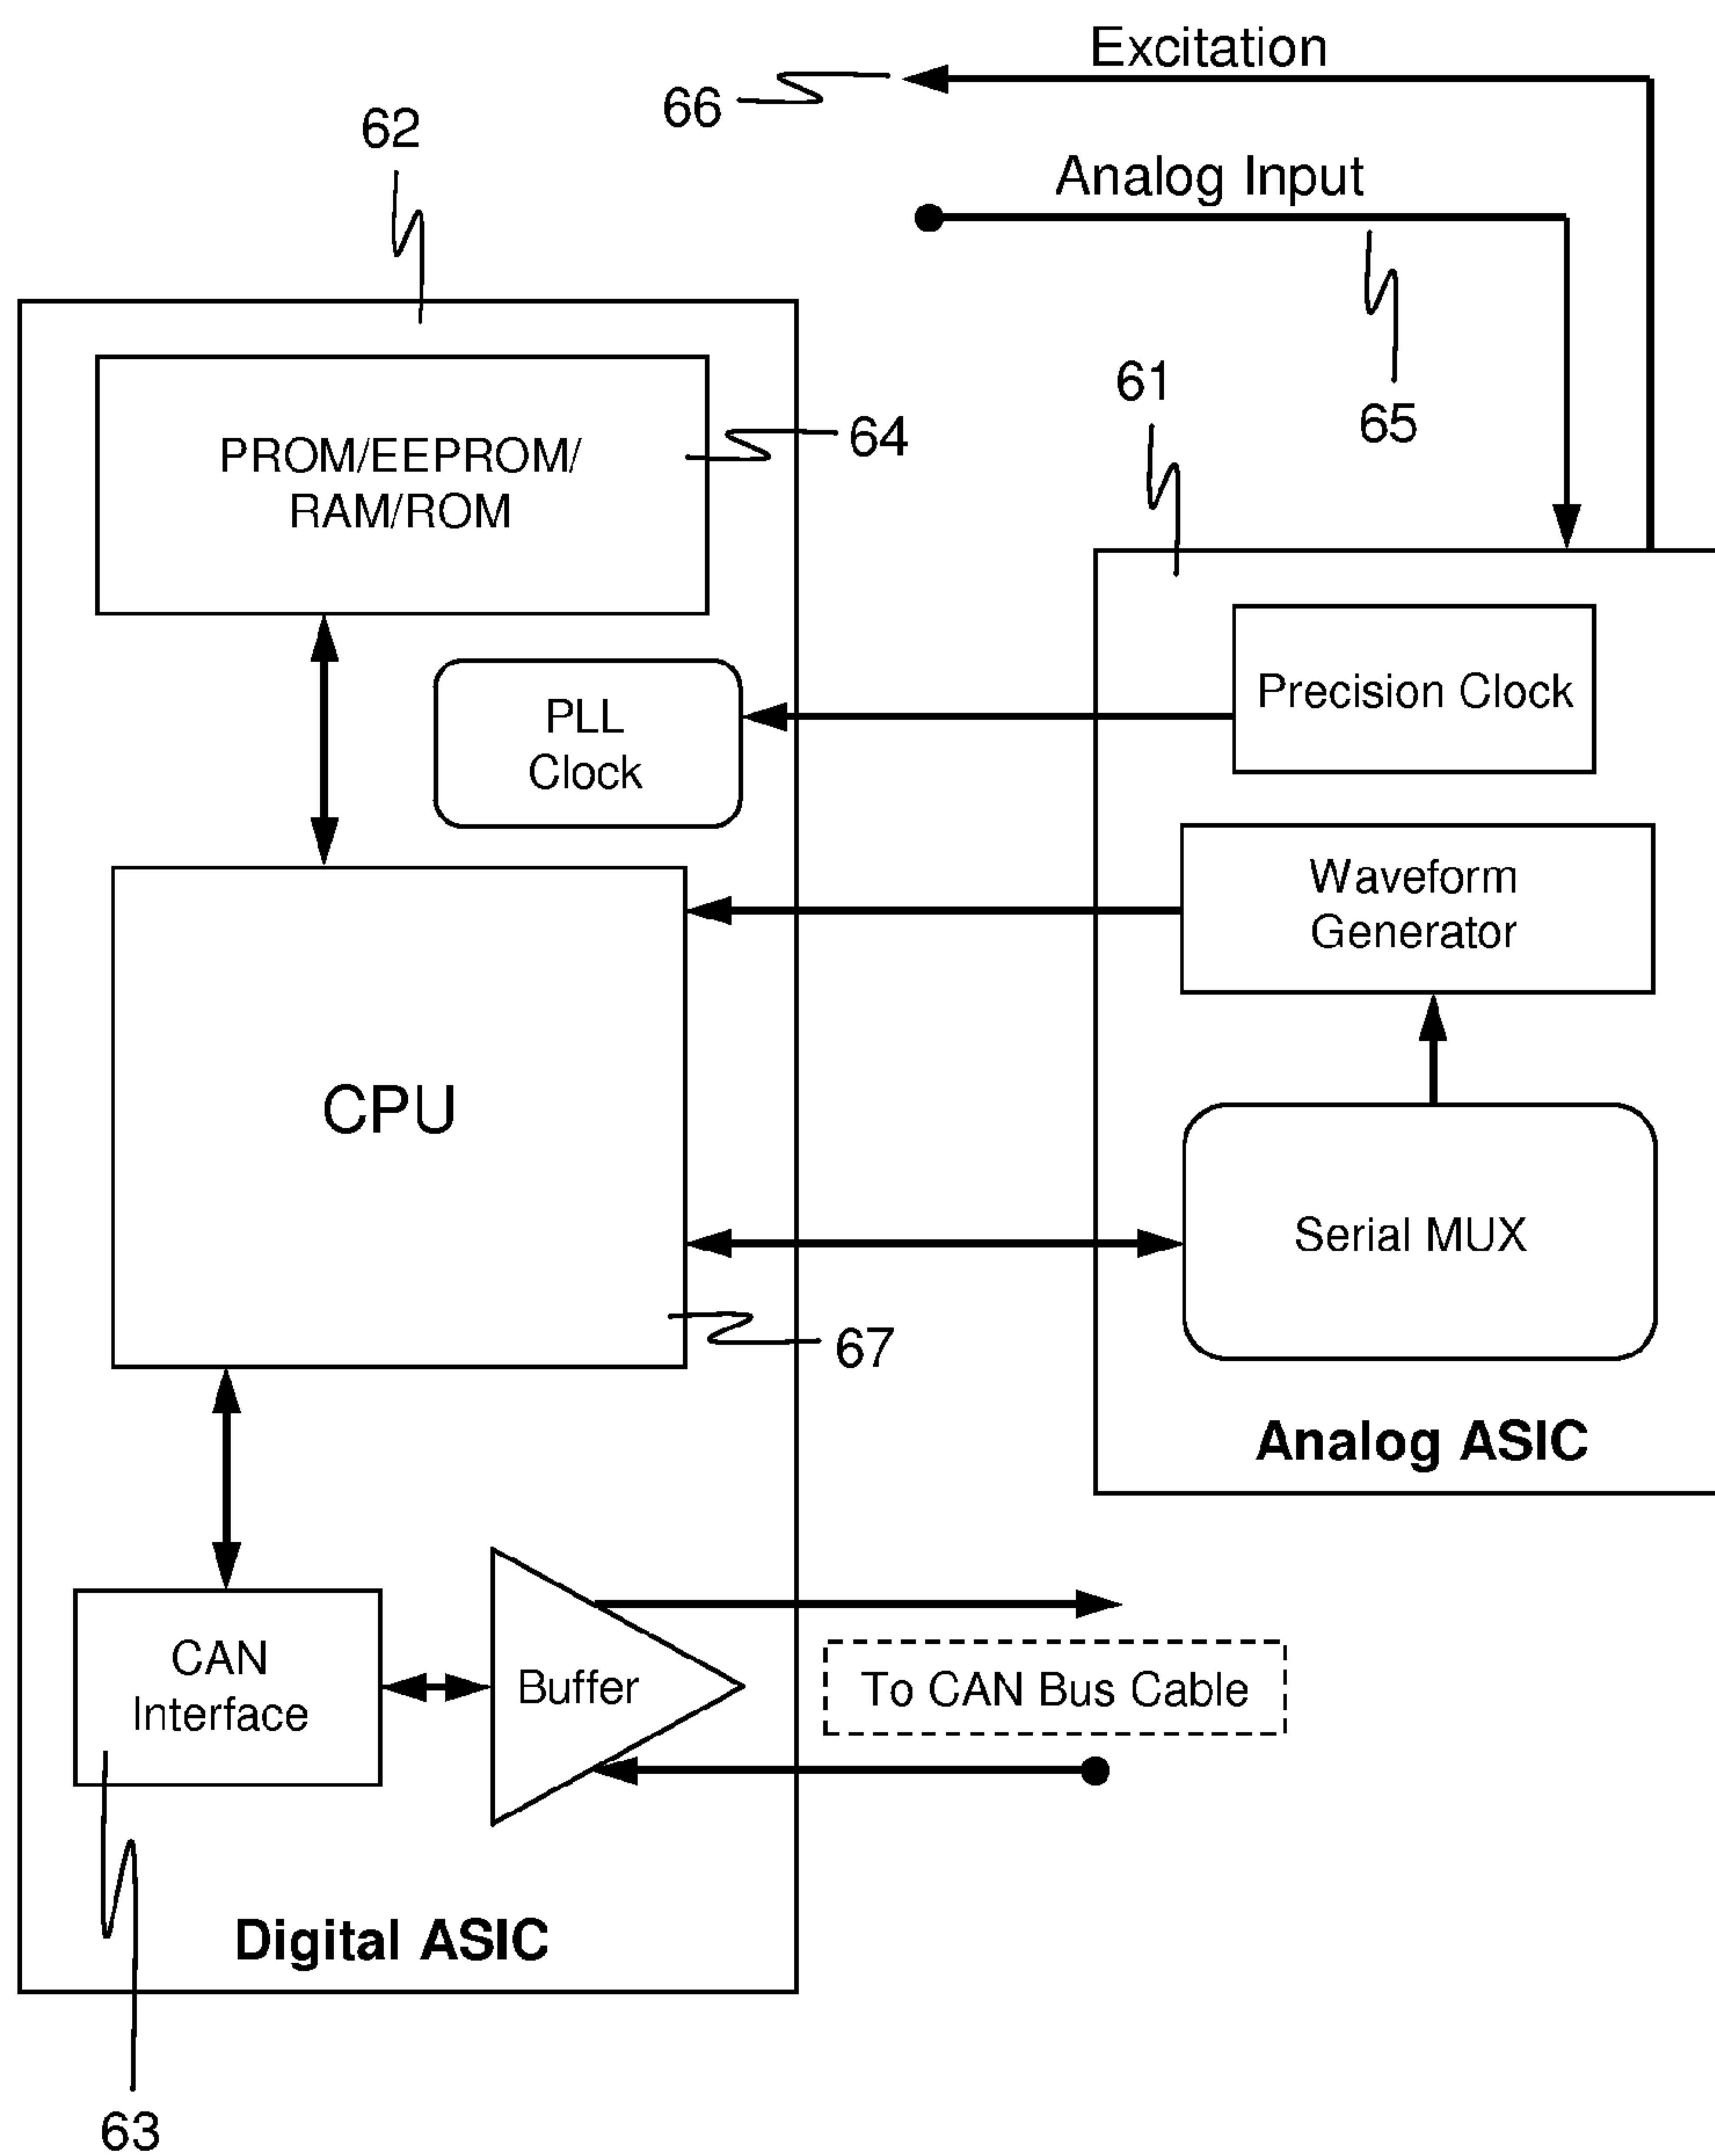 Excitation
66
62
Analog Input
61
65
PROM/EEPROM/
RAM/ROM
64
Precision Clock
PLL
Clock
Waveform
Generator
CPU
Serial MUX
67
Analog ASIC
CAN
Interface
Buffer
To CAN Bus Cable
Digital ASIC
63